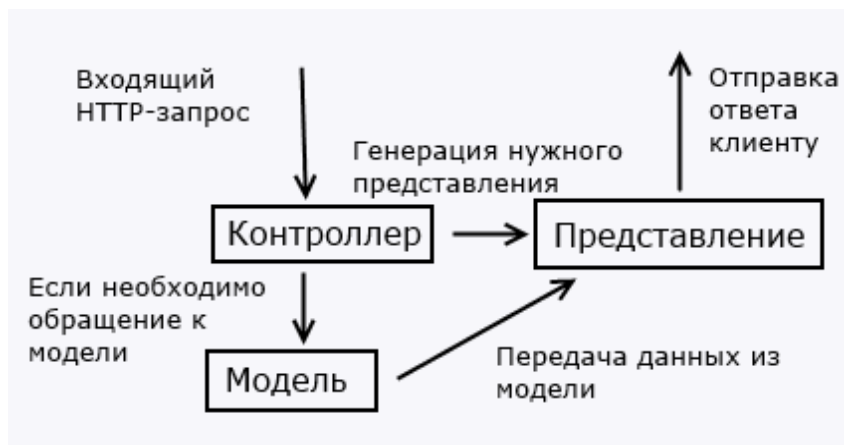 Входящий
HTTP-запрос
Отправка
ответа
клиенту
Генерация нужного
представления
Контроллер
Представление
Если необходимо
обращение к
модели
Модель
Передача данных из
модели